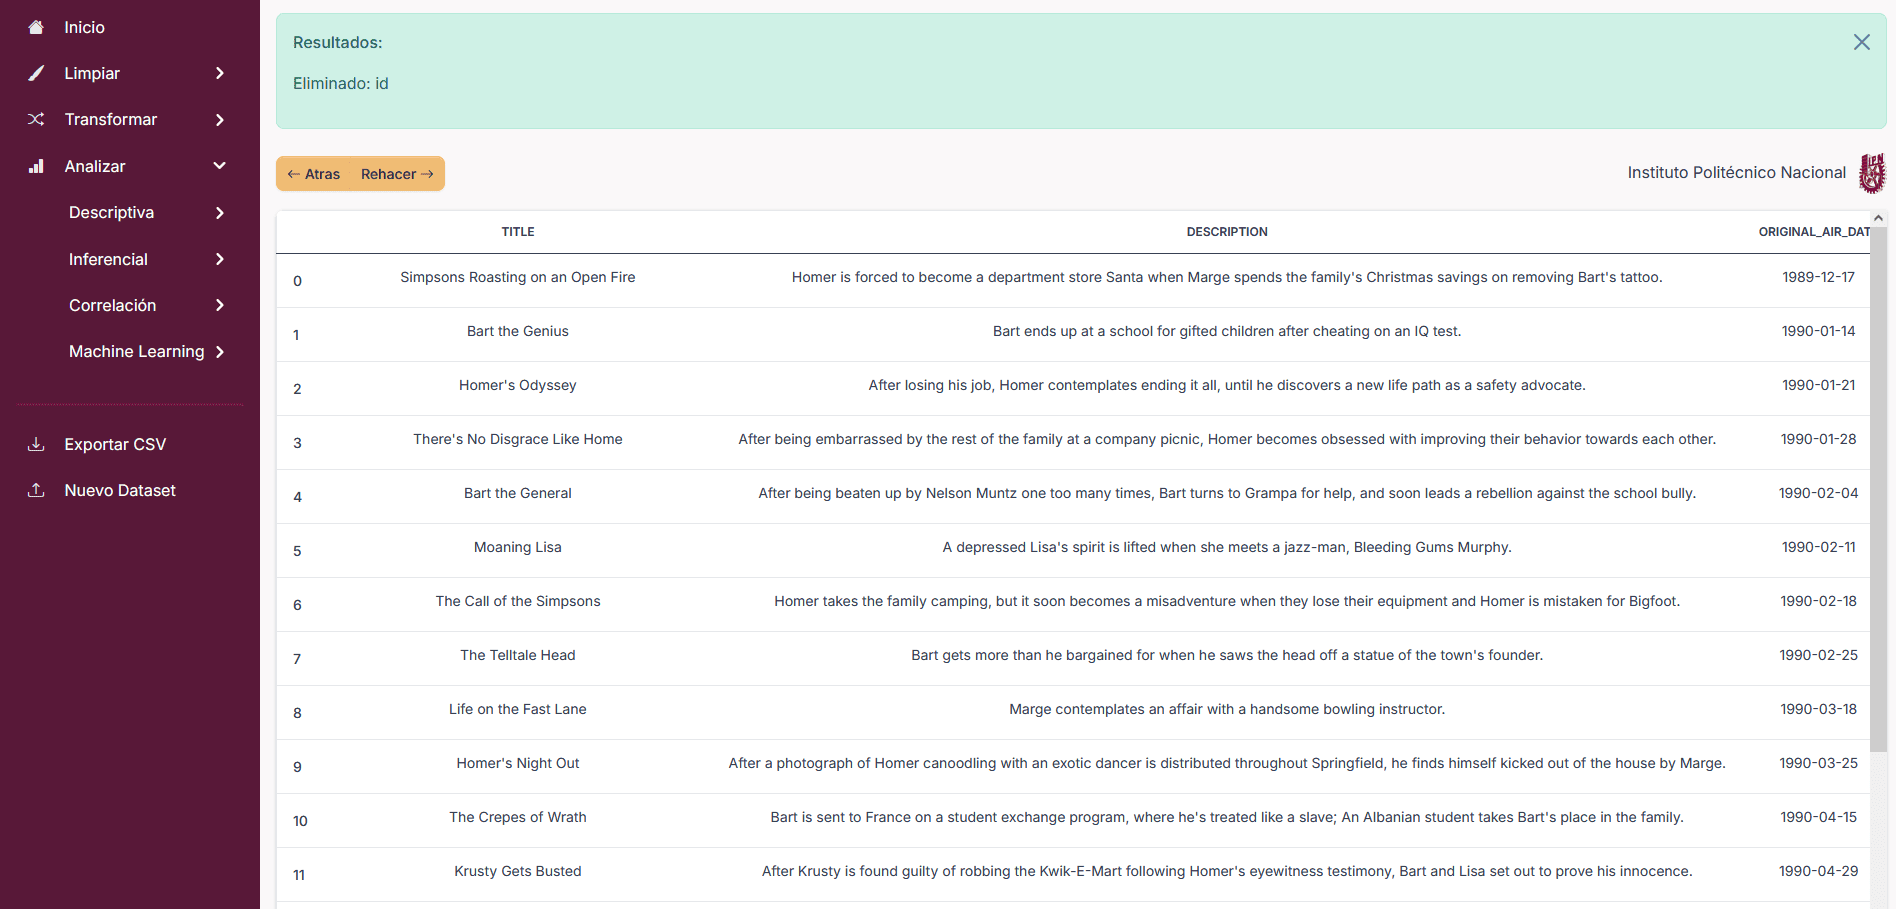 Inicio
Limpiar
Transformar
Analizar
Descriptiva
Inferencial
Correlación
Machine Learning
Exportar CSV
Nuevo Dataset
Resultados:
Eliminado: id
← Atras Rehacer →
Instituto Politécnico Nacional IPN
TITLE DESCRIPTION ORIGINAL_AIR_DAT
0 Simpsons Roasting on an Open Fire Homer is forced to become a department store Santa when Marge spends the family's Christmas savings on removing Bart's tattoo. 1989-12-17
1 Bart the Genius Bart ends up at a school for gifted children after cheating on an IQ test. 1990-01-14
2 Homer's Odyssey After losing his job, Homer contemplates ending it all, until he discovers a new life path as a safety advocate. 1990-01-21
3 There's No Disgrace Like Home After being embarrassed by the rest of the family at a company picnic, Homer becomes obsessed with improving their behavior towards each other. 1990-01-28
4 Bart the General After being beaten up by Nelson Muntz one too many times, Bart turns to Grampa for help, and soon leads a rebellion against the school bully. 1990-02-04
5 Moaning Lisa A depressed Lisa's spirit is lifted when she meets a jazz-man, Bleeding Gums Murphy. 1990-02-11
6 The Call of the Simpsons Homer takes the family camping, but it soon becomes a misadventure when they lose their equipment and Homer is mistaken for Bigfoot. 1990-02-18
7 The Telltale Head Bart gets more than he bargained for when he saws the head off a statue of the town's founder. 1990-02-25
8 Life on the Fast Lane Marge contemplates an affair with a handsome bowling instructor. 1990-03-18
9 Homer's Night Out After a photograph of Homer canoodling with an exotic dancer is distributed throughout Springfield, he finds himself kicked out of the house by Marge. 1990-03-25
10 The Crepes of Wrath Bart is sent to France on a student exchange program, where he's treated like a slave; An Albanian student takes Bart's place in the family. 1990-04-15
11 Krusty Gets Busted After Krusty is found guilty of robbing the Kwik-E-Mart following Homer's eyewitness testimony, Bart and Lisa set out to prove his innocence. 1990-04-29